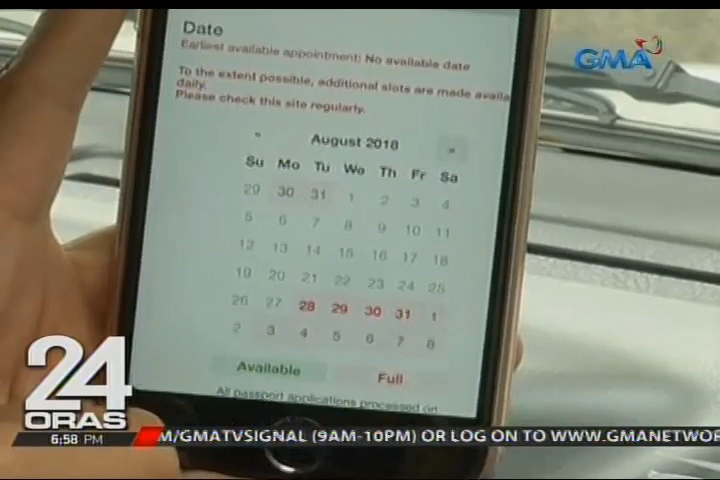 Date
Earliest available appointment: No available date
To the extent possible, additional slots are made availa
daily.
Please check this site regularly.
« August 2018 »
Su Mo Tu We Th Fr Sa
29 30 31 1 2 3 4
5 6 7 8 9 10 11
12 13 14 15 16 17 18
19 20 21 22 23 24 25
26 27 28 29 30 31 1
2 3 4 5 6 7 8
Available Full
All passport applications processed on
GMA
24
ORAS
6:58 PM
M/GMATVSIGNAL (9AM-10PM) OR LOG ON TO WWW.GMANETWOR